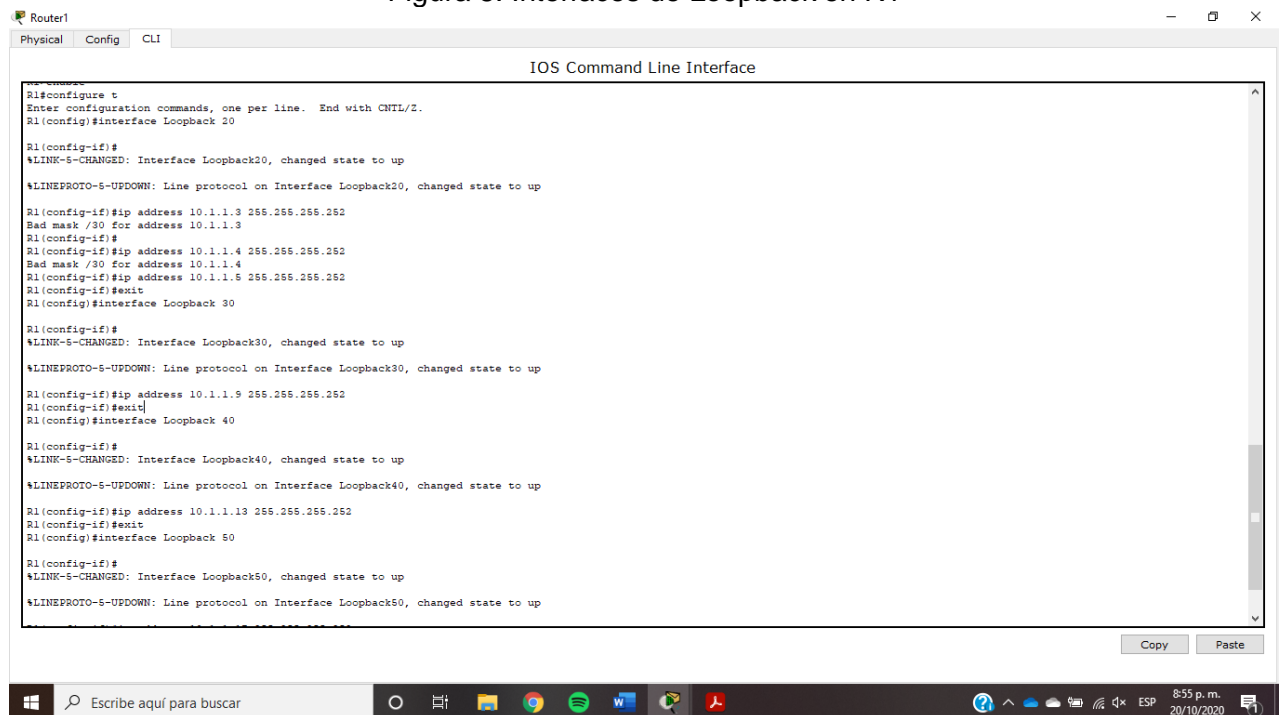 Router1
Physical Config CLI
IOS Command Line Interface
R1#configure t
Enter configuration commands, one per line. End with CNTL/Z.
R1(config)#interface Loopback 20
R1(config-if)#
%LINK-5-CHANGED: Interface Loopback20, changed state to up
%LINEPROTO-5-UPDOWN: Line protocol on Interface Loopback20, changed state to up
R1(config-if)#ip address 10.1.1.3 255.255.255.252
Bad mask /30 for address 10.1.1.3
R1(config-if)#
R1(config-if)#ip address 10.1.1.4 255.255.255.252
Bad mask /30 for address 10.1.1.4
R1(config-if)#ip address 10.1.1.5 255.255.255.252
R1(config-if)#exit
R1(config)#interface Loopback 30
R1(config-if)#
%LINK-5-CHANGED: Interface Loopback30, changed state to up
%LINEPROTO-5-UPDOWN: Line protocol on Interface Loopback30, changed state to up
R1(config-if)#ip address 10.1.1.9 255.255.255.252
R1(config-if)#exit
R1(config)#interface Loopback 40
R1(config-if)#
%LINK-5-CHANGED: Interface Loopback40, changed state to up
%LINEPROTO-5-UPDOWN: Line protocol on Interface Loopback40, changed state to up
R1(config-if)#ip address 10.1.1.13 255.255.255.252
R1(config-if)#exit
R1(config)#interface Loopback 50
R1(config-if)#
%LINK-5-CHANGED: Interface Loopback50, changed state to up
%LINEPROTO-5-UPDOWN: Line protocol on Interface Loopback50, changed state to up
Copy Paste
Escribe aquí para buscar
ESP
8:55 p. m.
20/10/2020